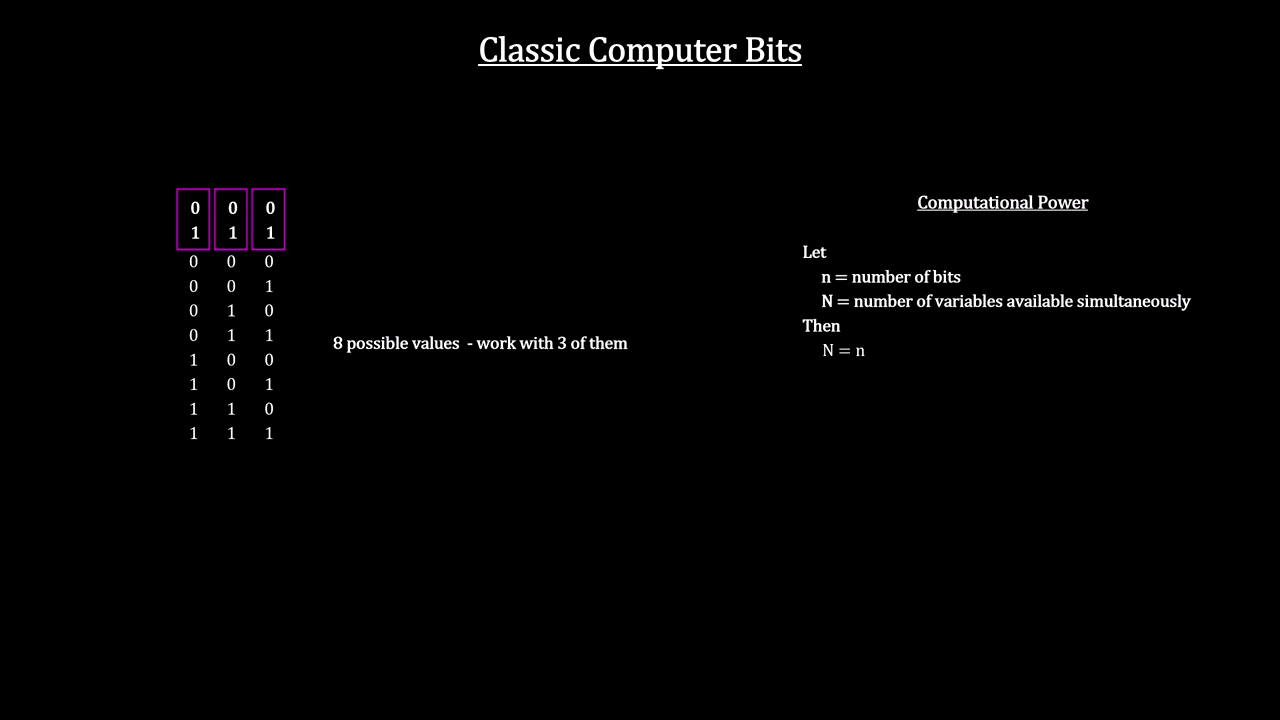 Classic Computer Bits
0 0 0
1 1 1
0 0 0
0 0 1
0 1 0
0 1 1
1 0 0
1 0 1
1 1 0
1 1 1
8 possible values - work with 3 of them
Computational Power
Let
n = number of bits
N = number of variables available simultaneously
Then
N = n